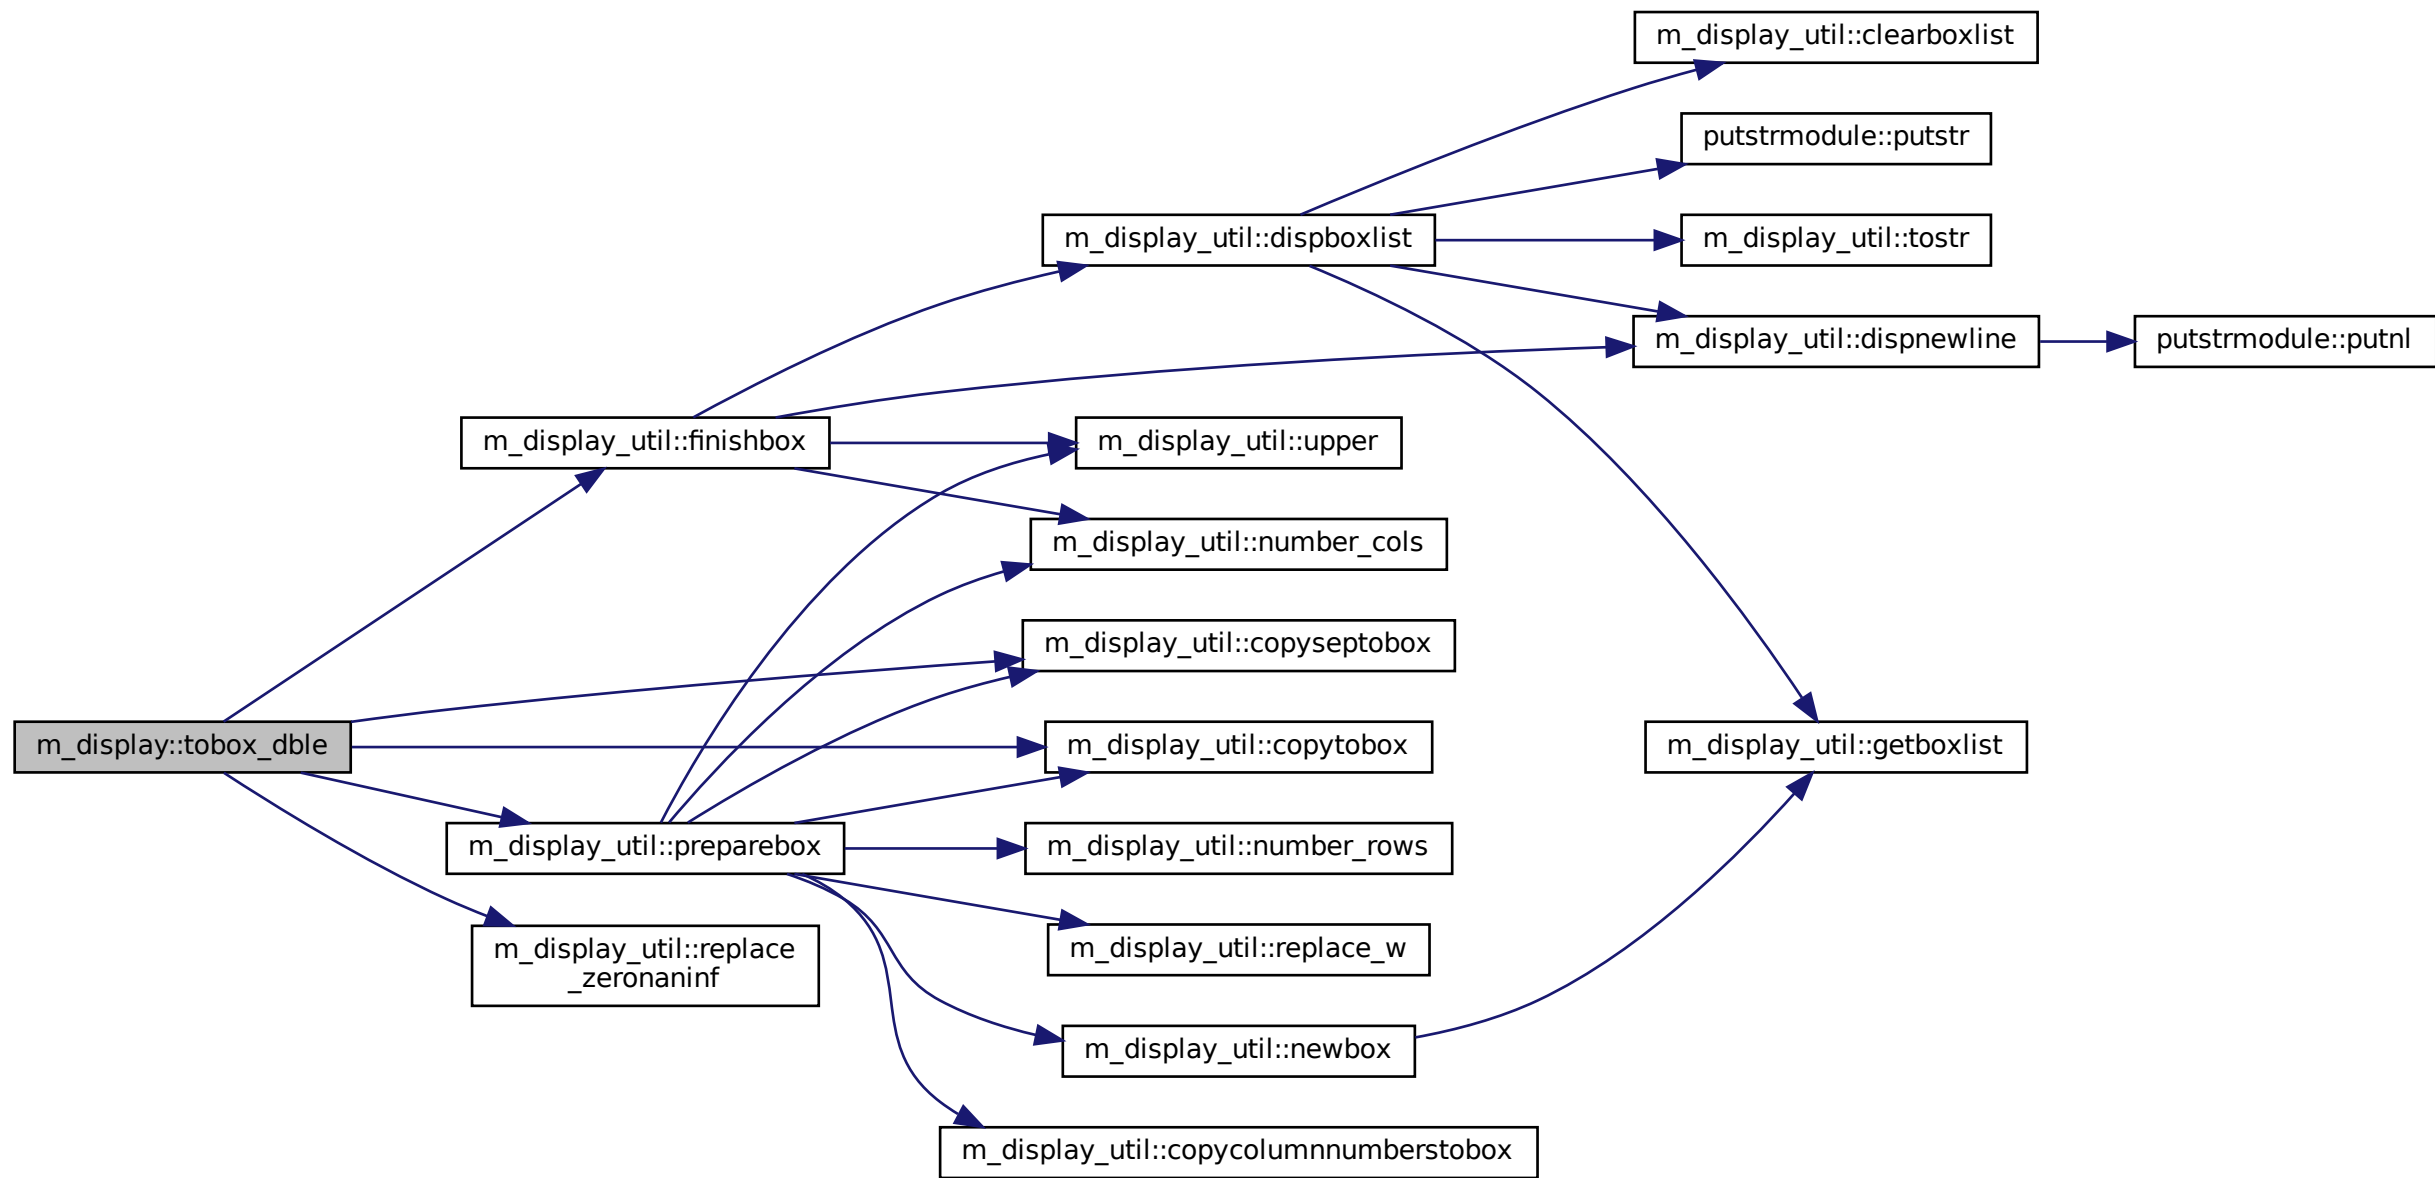 m_display_util::clearboxlist
putstrmodule::putstr
m_display_util::dispboxlist
m_display_util::tostr
m_display_util::dispnewline
putstrmodule::putnl
m_display_util::finishbox
m_display_util::upper
m_display_util::number_cols
m_display_util::copyseptobox
m_display::tobox_dble
m_display_util::copytobox
m_display_util::getboxlist
m_display_util::preparebox
m_display_util::number_rows
m_display_util::replace
_zeronaninf
m_display_util::replace_w
m_display_util::newbox
m_display_util::copycolumnnumberstobox